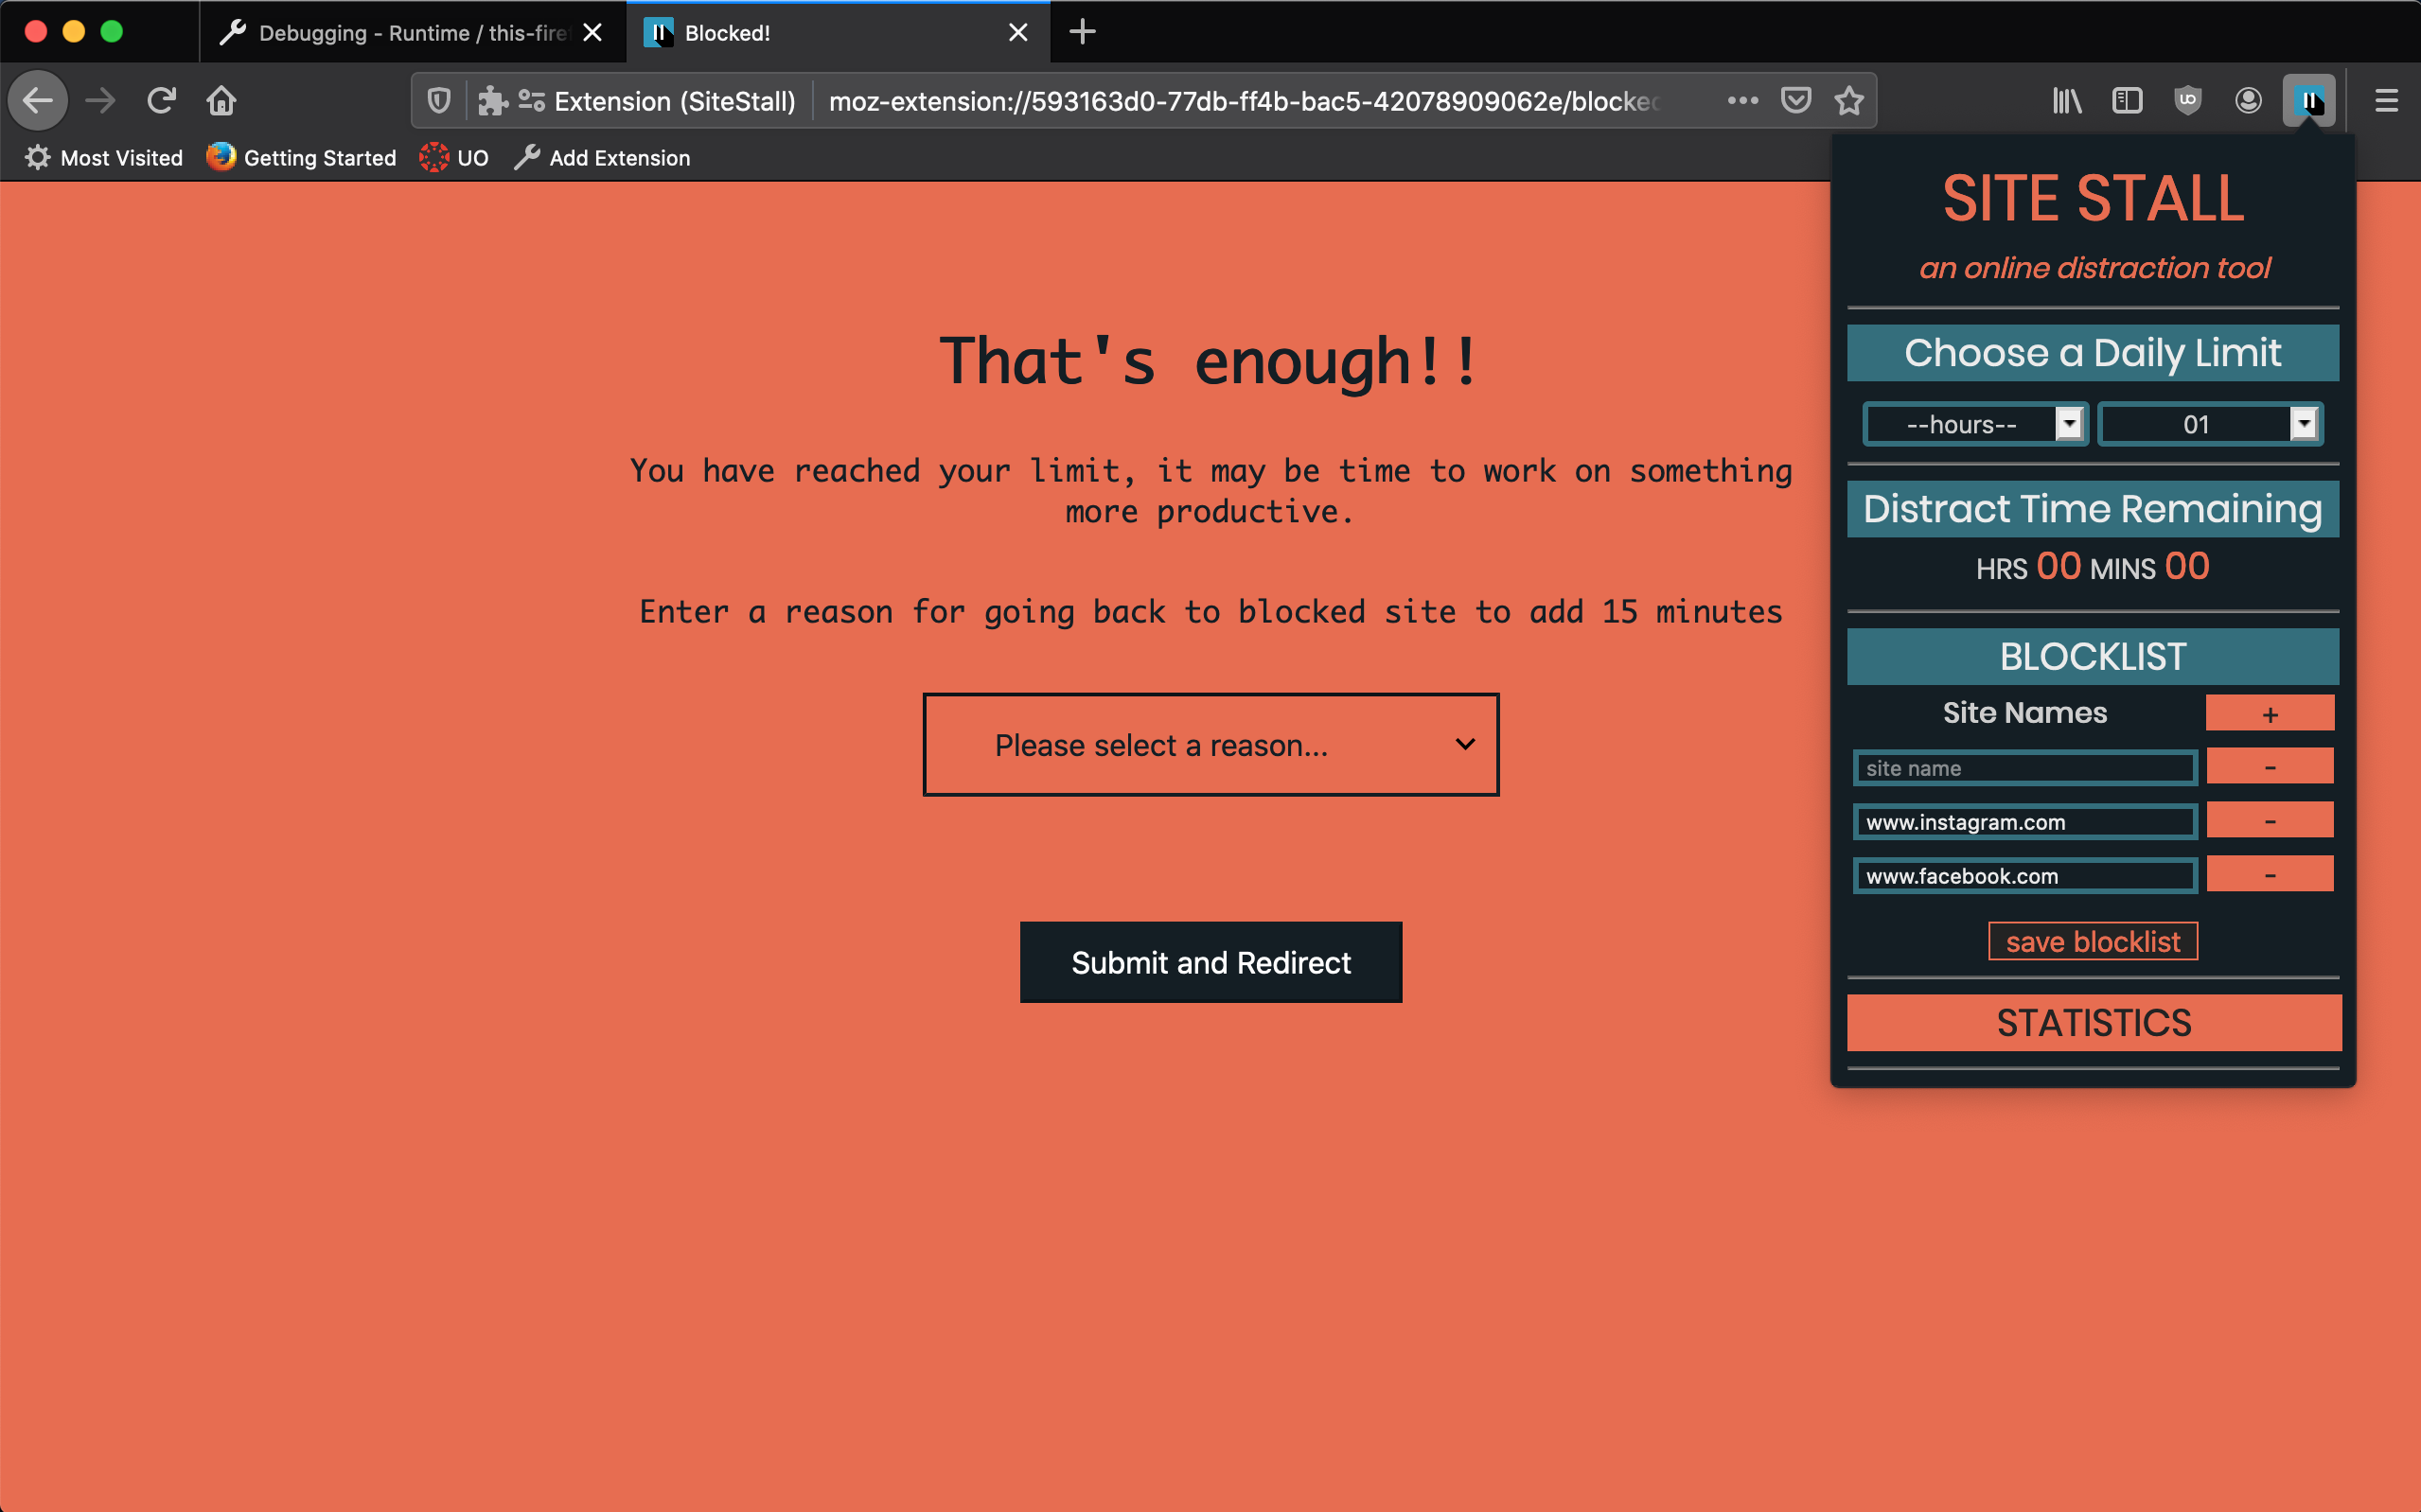 Debugging - Runtime / this-firef
Blocked!
Extension (SiteStall)
moz-extension://593163d0-77db-ff4b-bac5-42078909062e/blocked
Most Visited
Getting Started
UO
Add Extension
That's enough!!
You have reached your limit, it may be time to work on something
more productive.
Enter a reason for going back to blocked site to add 15 minutes
Please select a reason...
Submit and Redirect
SITE STALL
an online distraction tool
Choose a Daily Limit
--hours-- 01
Distract Time Remaining
HRS 00 MINS 00
BLOCKLIST
Site Names +
site name -
www.instagram.com -
www.facebook.com -
save blocklist
STATISTICS